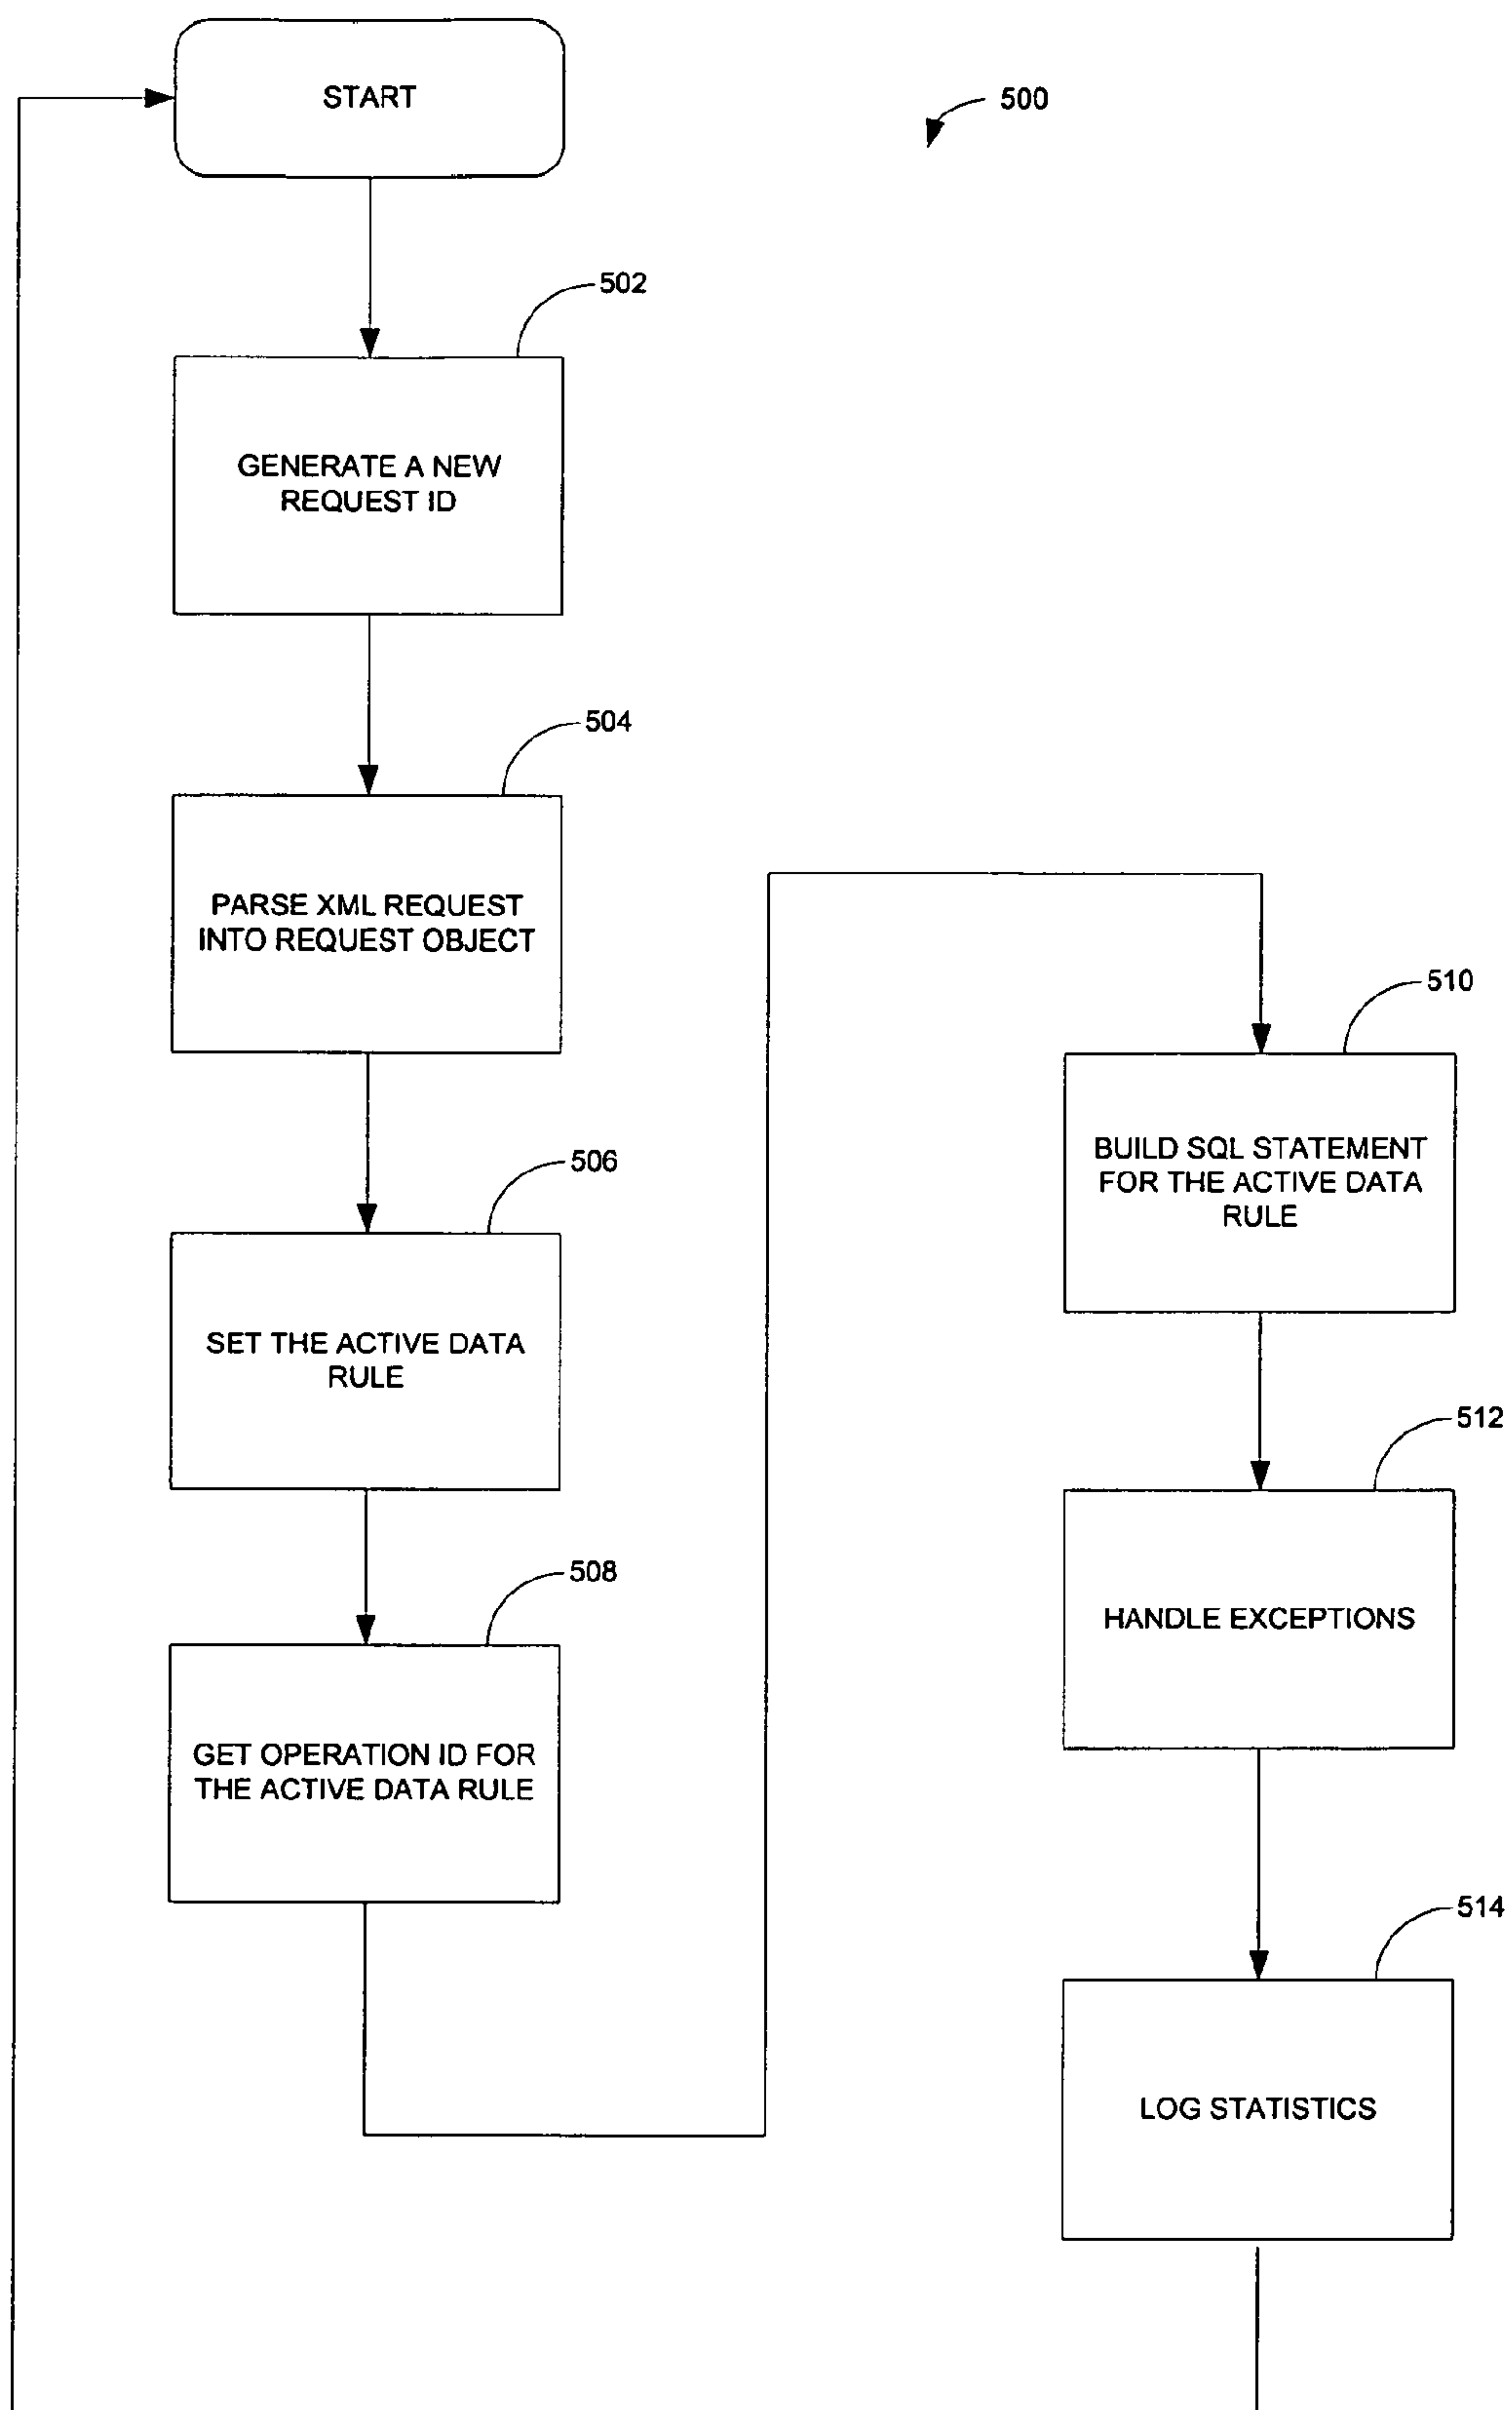 START
500
502
GENERATE A NEW
REQUEST ID
504
PARSE XML REQUEST
INTO REQUEST OBJECT
506
SET THE ACTIVE DATA
RULE
508
GET OPERATION ID FOR
THE ACTIVE DATA RULE
510
BUILD SQL STATEMENT
FOR THE ACTIVE DATA
RULE
512
HANDLE EXCEPTIONS
514
LOG STATISTICS